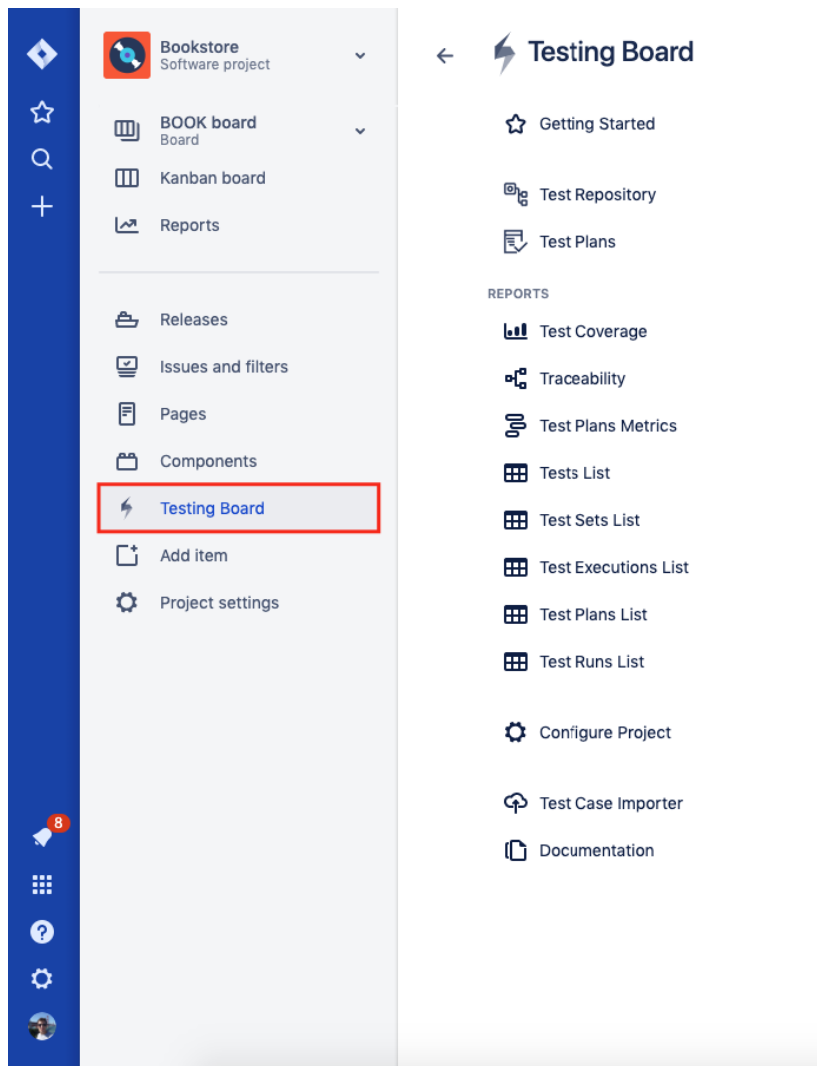 Bookstore
Software project
BOOK board
Board
Kanban board
Reports
Releases
Issues and filters
Pages
Components
Testing Board
Add item
Project settings
8
Testing Board
Getting Started
Test Repository
Test Plans
REPORTS
Test Coverage
Traceability
Test Plans Metrics
Tests List
Test Sets List
Test Executions List
Test Plans List
Test Runs List
Configure Project
Test Case Importer
Documentation